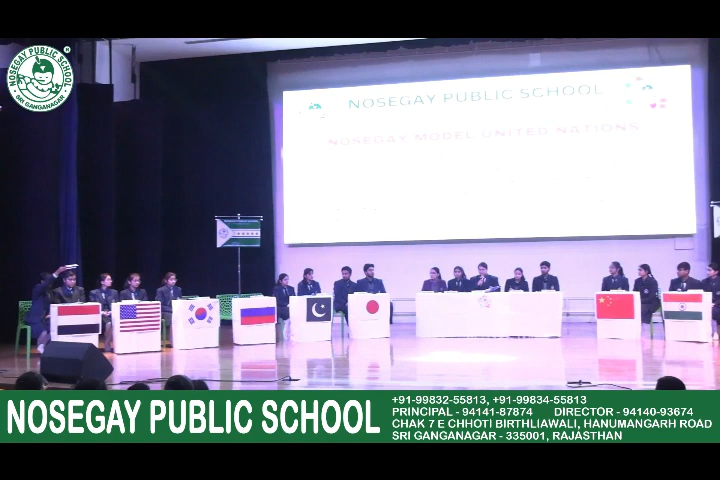 NOSEGAY PUBLIC SCHOOL
SRI GANGANAGAR
NOSEGAY PUBLIC SCHOOL
NOSEGAY MODEL UNITED NATIONS
NOSEGAY PUBLIC SCHOOL
+91-99832-55813, +91-99834-55813
PRINCIPAL - 94141-87874 DIRECTOR - 94140-93674
CHAK 7 E CHHOTI BIRTHLIAWALI, HANUMANGARH ROAD
SRI GANGANAGAR - 335001, RAJASTHAN